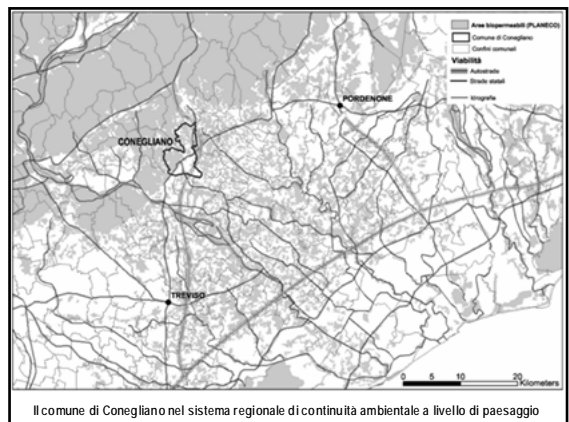 Aree biopermeabili (PLANECO)
Comune di Conegliano
Confini comunali
Viabilità
Autostrade
Strade statali
Idrografia
PORDENONE
CONEGLIANO
TREVISO
0 5 10 20
Kilometers
Il comune di Conegliano nel sistema regionale di continuità ambientale a livello di paesaggio